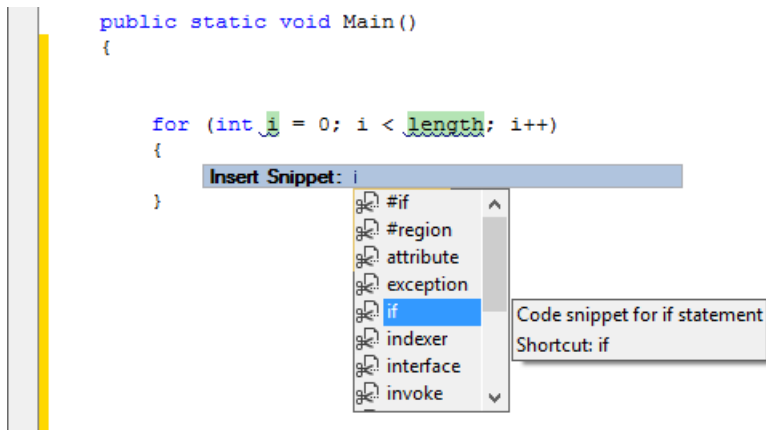 public static void Main()
{
for (int i = 0; i < length; i++)
{
Insert Snippet: i
}
#if
#region
attribute
exception
if
indexer
interface
invoke
Code snippet for if statement
Shortcut: if